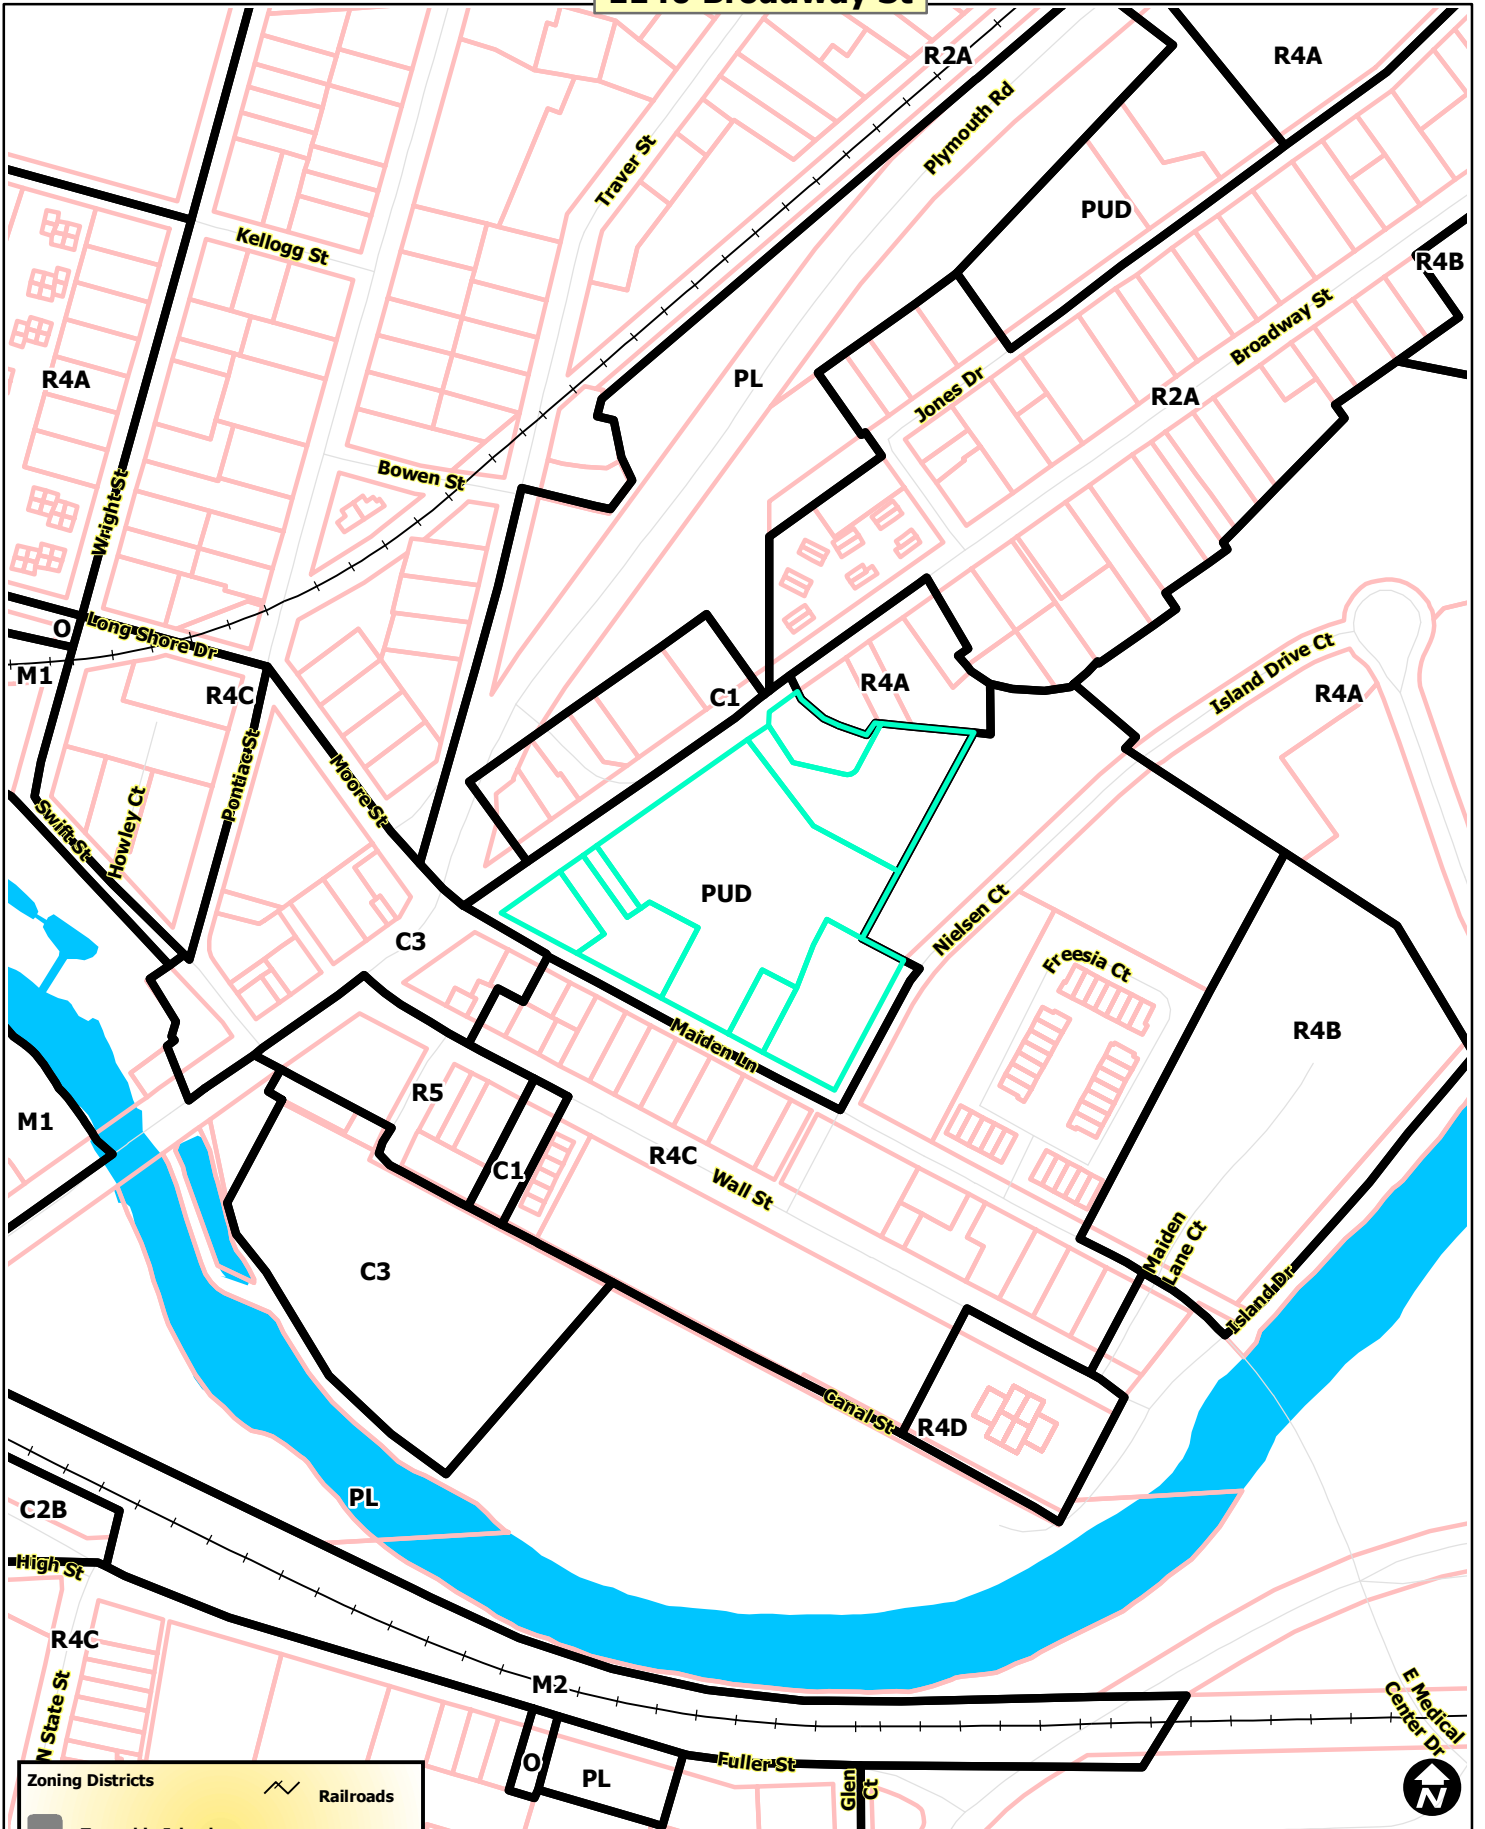 R2A
R4A
Plymouth Rd
Traver St
PUD
Kellogg St
R4B
Broadway St
R4A
PL
Jones Dr
R2A
Bowen St
Wright St
O
Long Shore Dr
M1
R4C
C1
R4A
Island Drive Ct
R4A
Pontiac St
Moore St
Swift St
Howley Ct
PUD
Nielsen Ct
C3
Freesia Ct
R4B
Maiden Ln
M1
R5
C1
R4C
Wall St
Maiden
Lane Ct
C3
Island Dr
Canal St
R4D
PL
C2B
High St
R4C
N State St
M2
E Medical
Center Dr
O
PL
Fuller St
Glen
Ct
N
Zoning Districts
Railroads